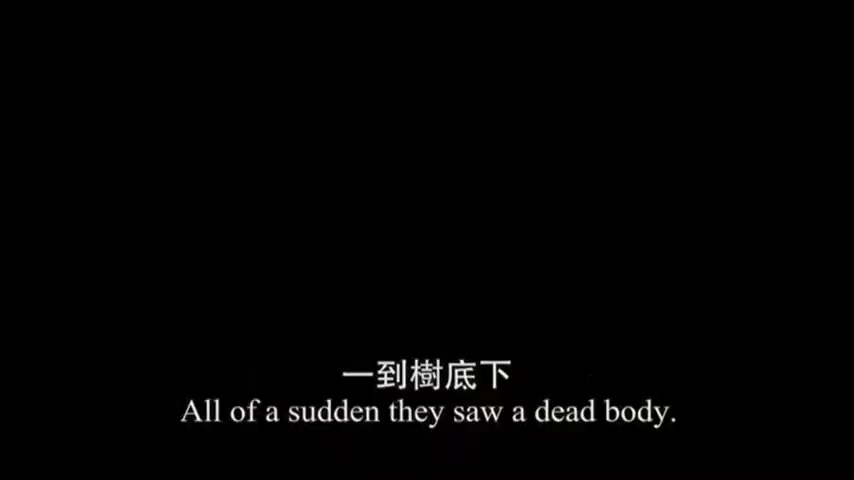 一到樹底下
All of a sudden they saw a dead body.